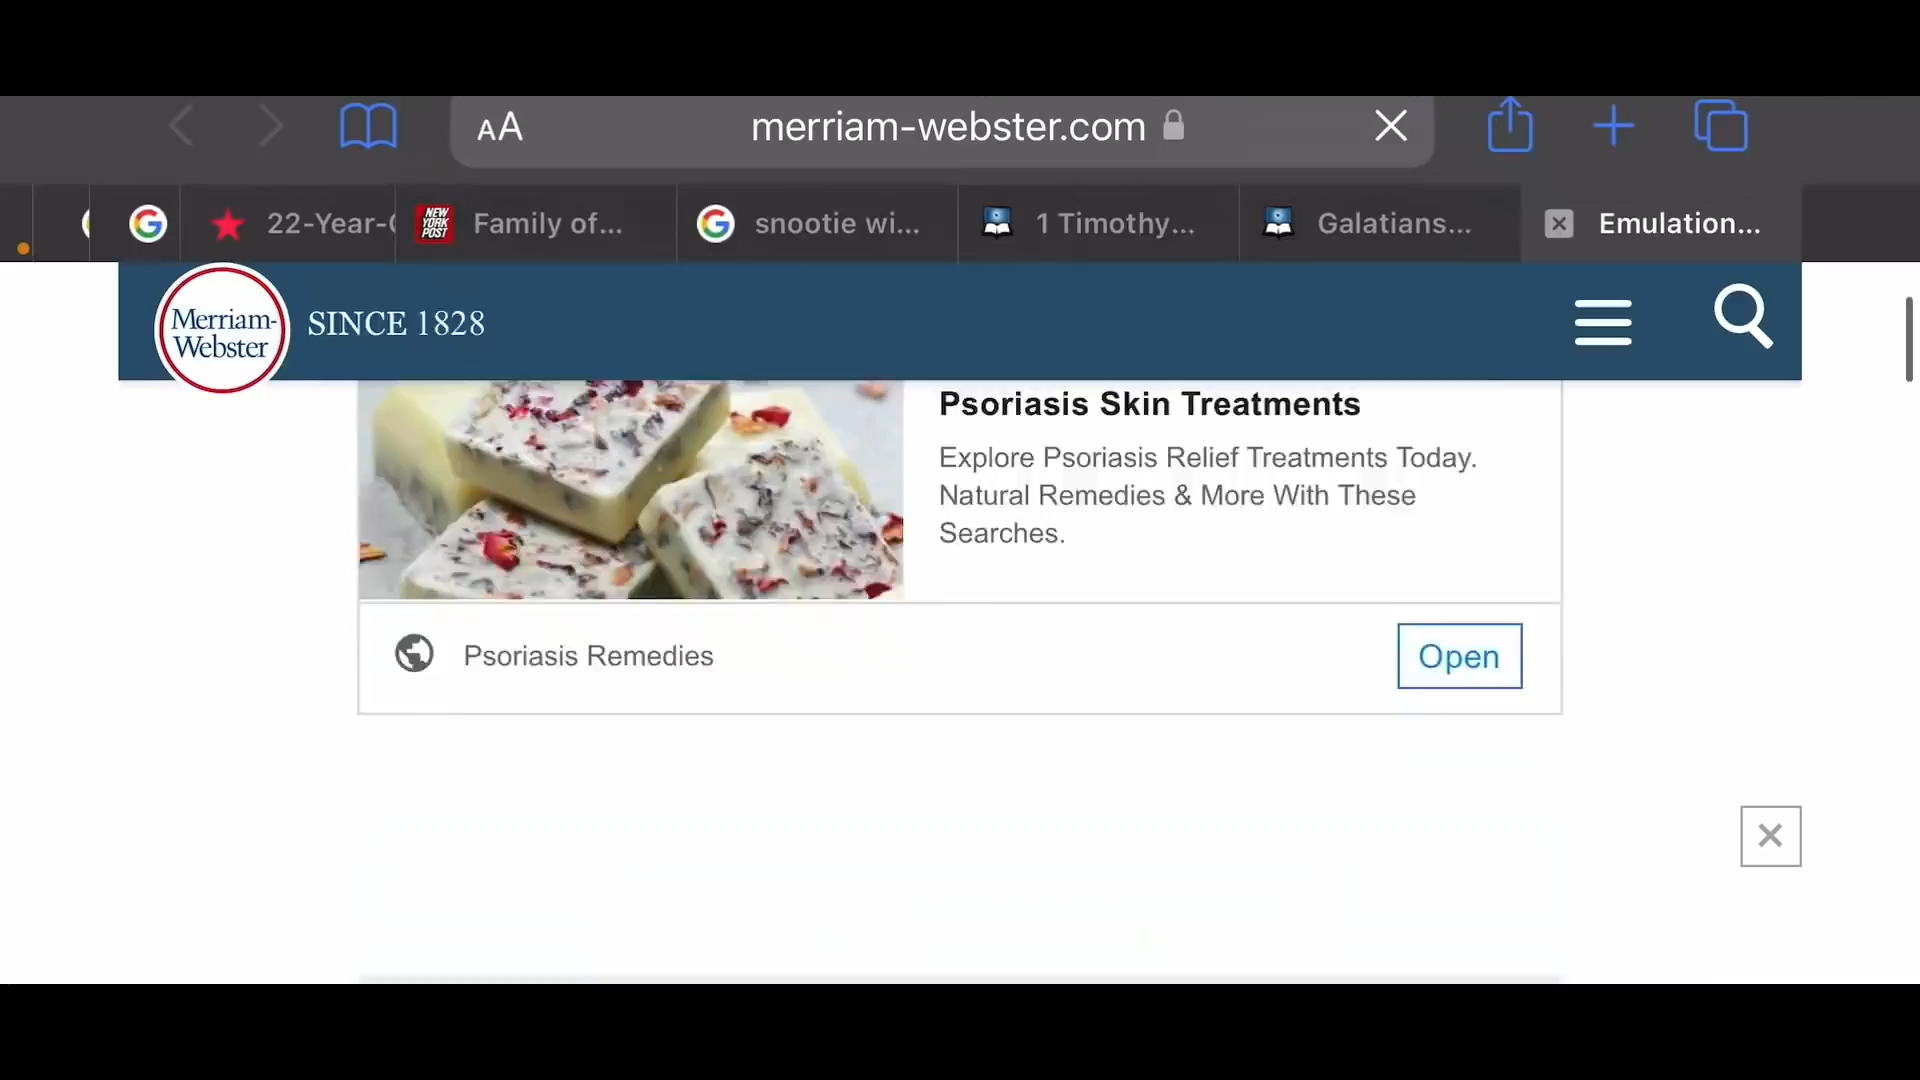 AA merriam-webster.com
22-Year-( Family of... snootie wi... 1 Timothy... Galatians... Emulation...
Merriam-
Webster
SINCE 1828
NEW
YORK
POST
Psoriasis Skin Treatments
Explore Psoriasis Relief Treatments Today.
Natural Remedies & More With These
Searches.
Psoriasis Remedies
Open